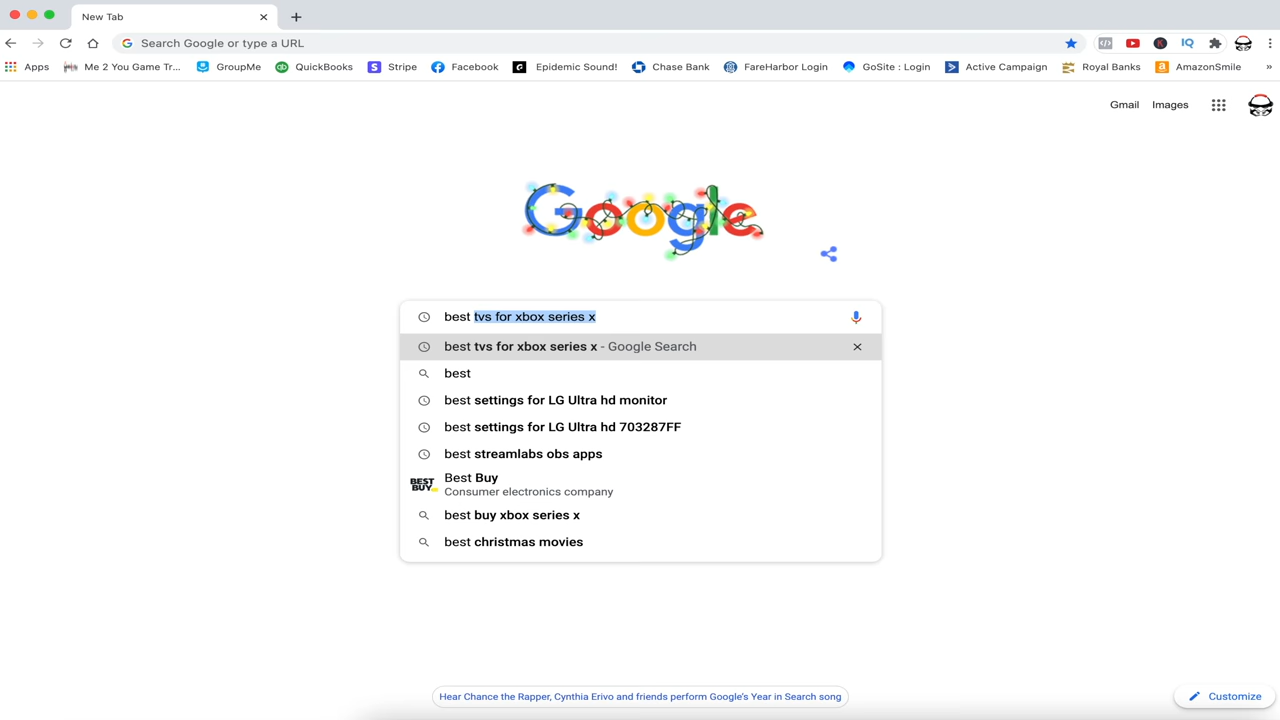 New Tab
Search Google or type a URL
IQ
Apps
Me 2 You Game Tr...
GroupMe
QuickBooks
Stripe
Facebook
Epidemic Sound!
Chase Bank
FareHarbor Login
GoSite : Login
Active Campaign
Royal Banks
AmazonSmile
»
Gmail
Images
Google
best tvs for xbox series x
best tvs for xbox series x - Google Search
best
best settings for LG Ultra hd monitor
best settings for LG Ultra hd 703287FF
best streamlabs obs apps
BEST BUY
Best Buy
Consumer electronics company
best buy xbox series x
best christmas movies
Hear Chance the Rapper, Cynthia Erivo and friends perform Google's Year in Search song
Customize